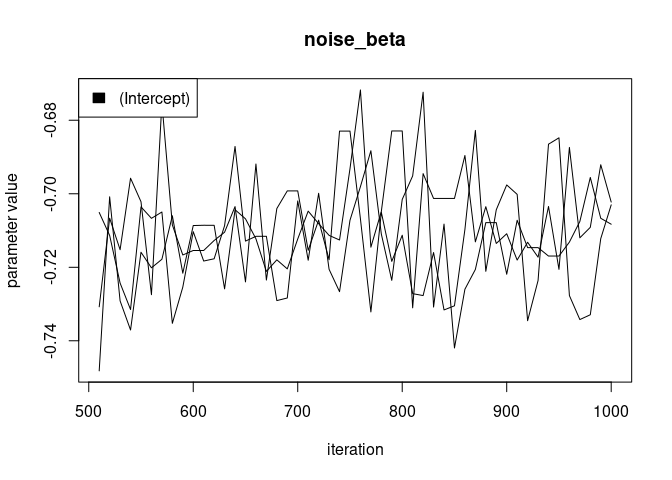 noise_beta
(Intercept)
parameter value
-0.68
-0.70
-0.72
-0.74
500 600 700 800 900 1000
iteration